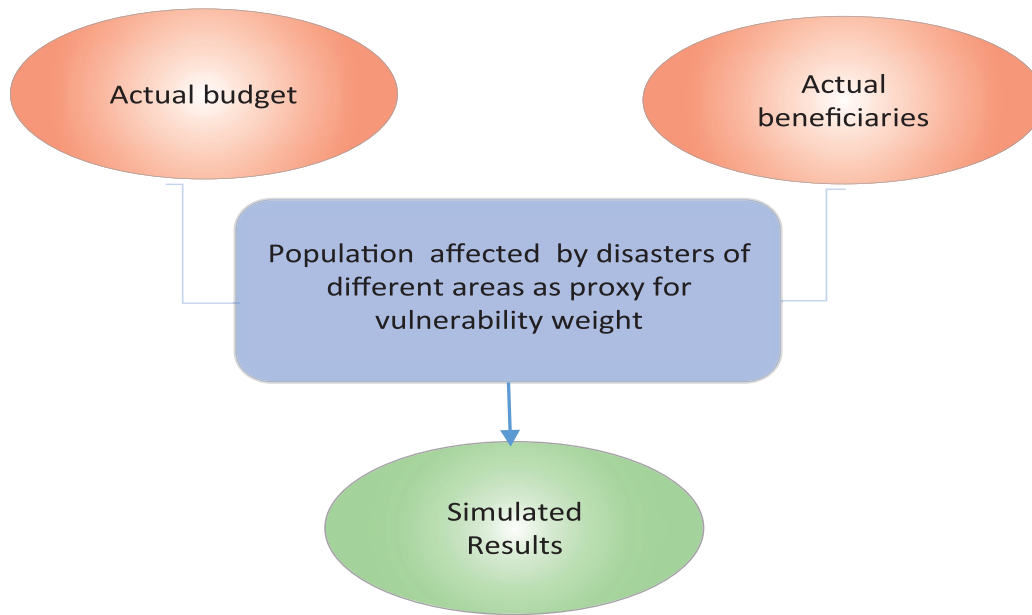 Actual budget
Actual
beneficiaries
Population affected by disasters of
different areas as proxy for
vulnerability weight
Simulated
Results